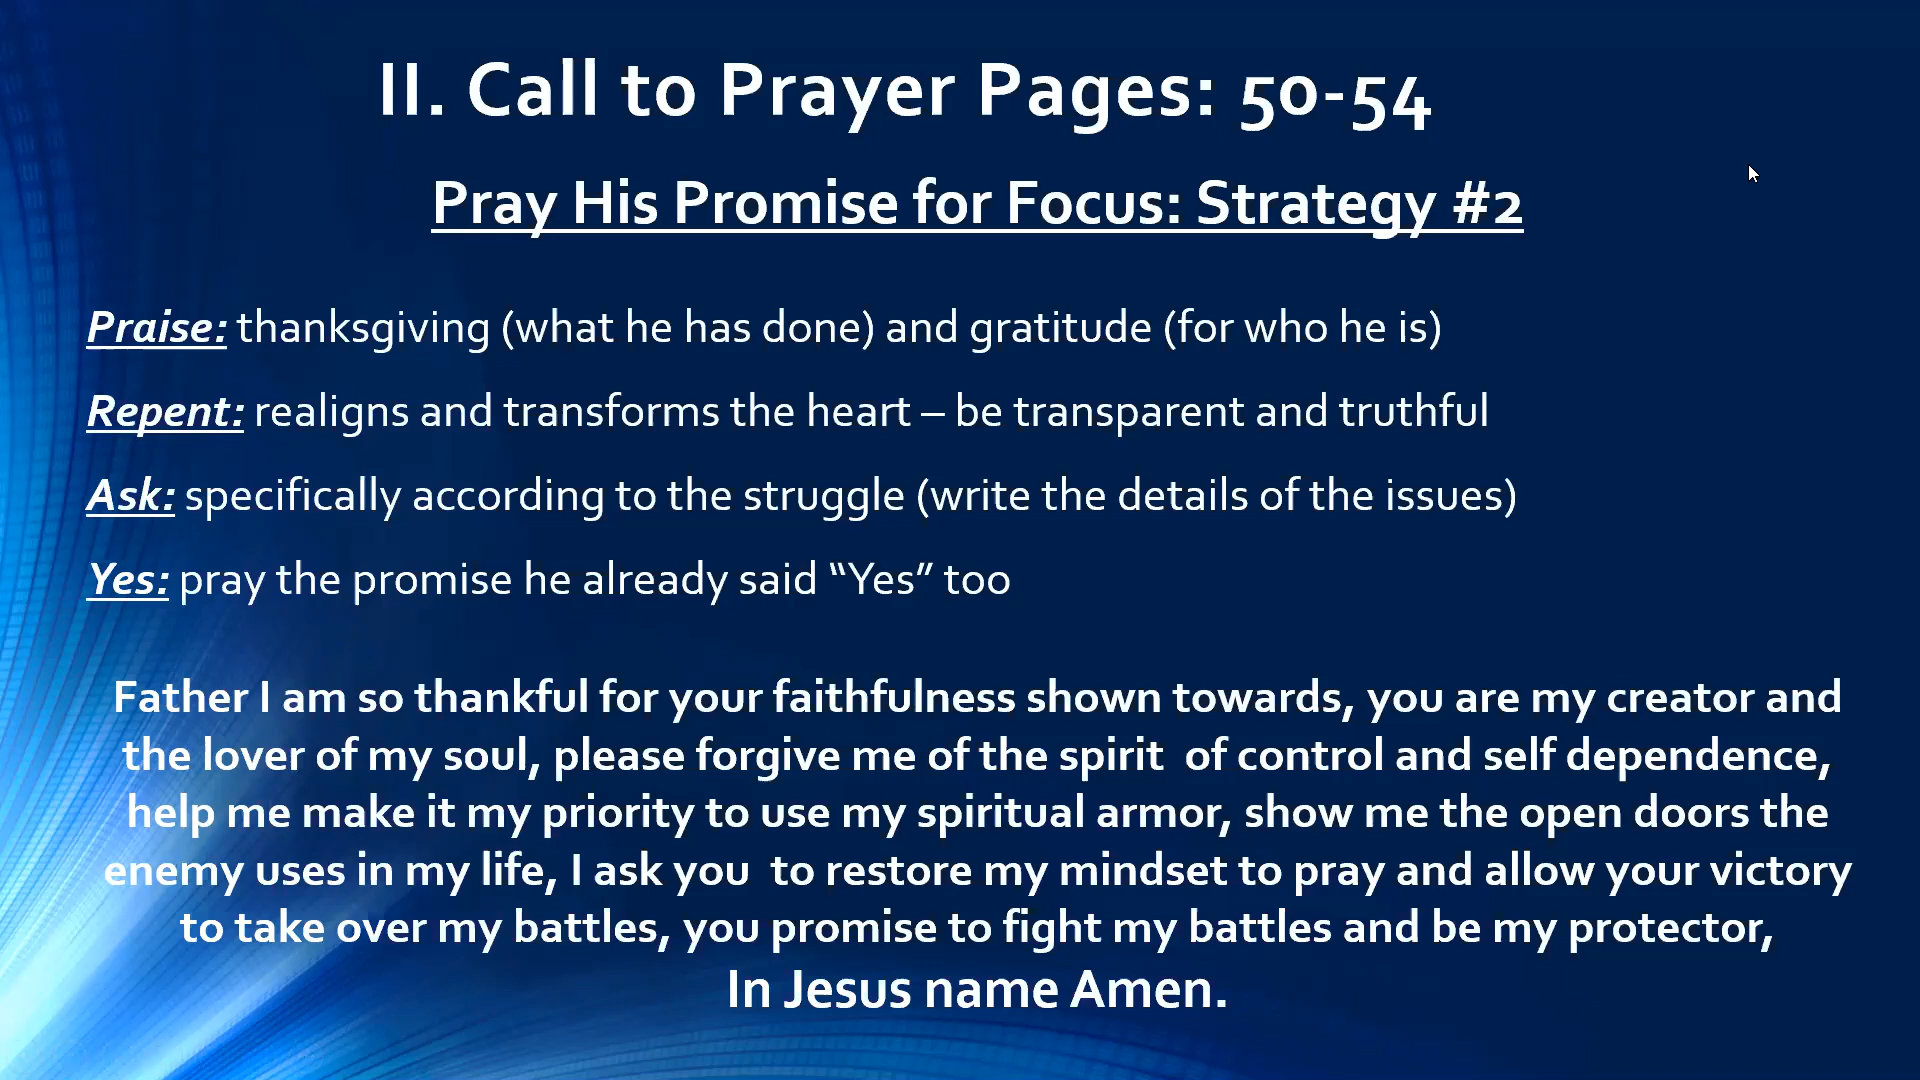 II. Call to Prayer Pages: 50-54
Pray His Promise for Focus: Strategy #2
Praise: thanksgiving (what he has done) and gratitude (for who he is)
Repent: realigns and transforms the heart – be transparent and truthful
Ask: specifically according to the struggle (write the details of the issues)
Yes: pray the promise he already said “Yes” too
Father I am so thankful for your faithfulness shown towards, you are my creator and
the lover of my soul, please forgive me of the spirit  of control and self dependence,
help me make it my priority to use my spiritual armor, show me the open doors the
enemy uses in my life, I ask you  to restore my mindset to pray and allow your victory
to take over my battles, you promise to fight my battles and be my protector,
In Jesus name Amen.